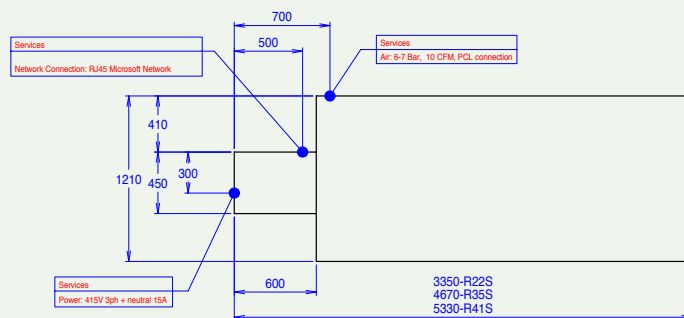 700
500
Services
Network Connection: RJ45 Microsoft Network
Services
Air: 6-7 Bar, 10 CFM, PCL connection
410
300
1210
450
Services
Power: 415V 3ph + neutral 15A
600
3350-R22S
4670-R35S
5330-R41S